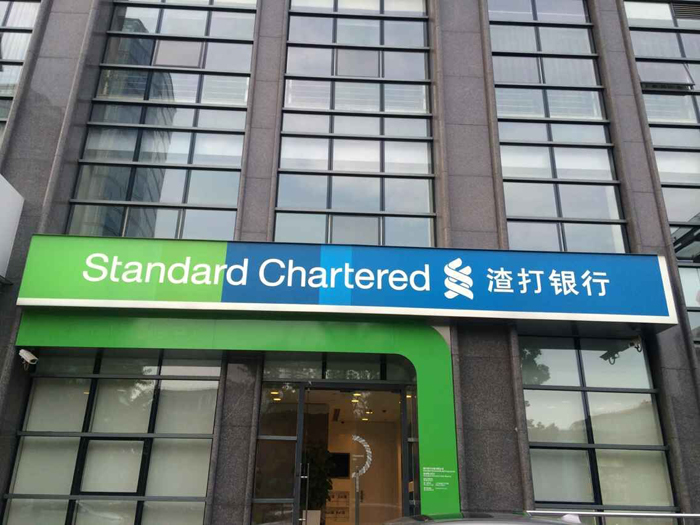 Standard Chartered 渣打银行